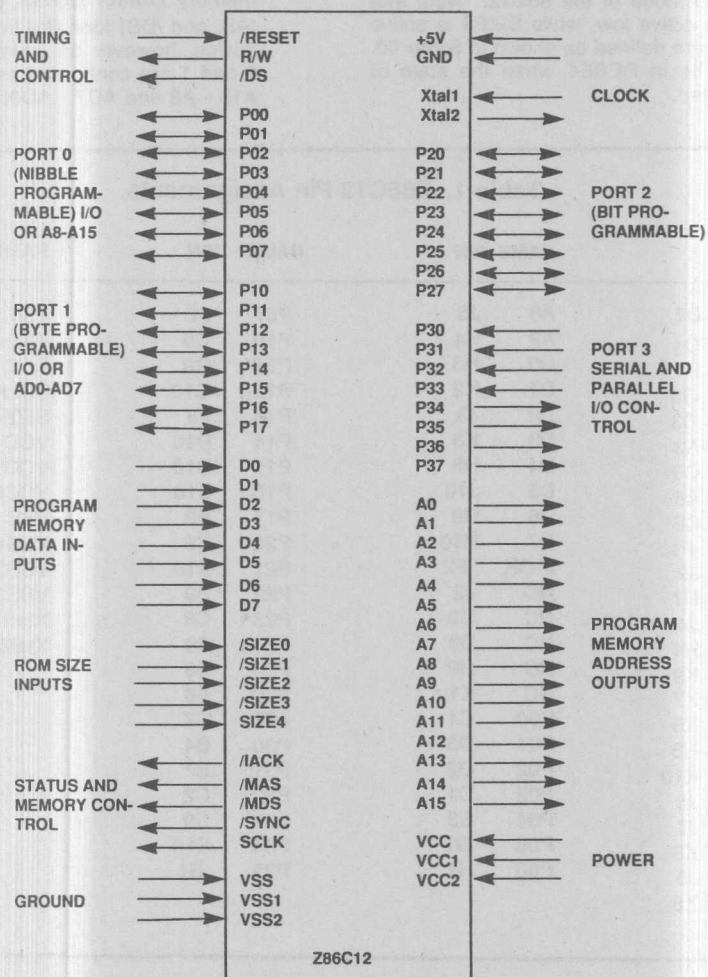 TIMING
AND
CONTROL
/RESET
R/W
/DS
PORT 0
(NIBBLE
PROGRAM-
MABLE) I/O
OR A8-A15
P00
P01
P02
P03
P04
P05
P06
P07
PORT 1
(BYTE PRO-
GRAMMABLE)
I/O OR
AD0-AD7
P10
P11
P12
P13
P14
P15
P16
P17
PROGRAM
MEMORY
DATA IN-
PUTS
D0
D1
D2
D3
D4
D5
D6
D7
ROM SIZE
INPUTS
/SIZE0
/SIZE1
/SIZE2
/SIZE3
SIZE4
STATUS AND
MEMORY CON-
TROL
/IACK
/MAS
/MDS
/SYNC
SCLK
GROUND
VSS
VSS1
VSS2
+5V
GND
Xtal1
Xtal2
CLOCK
P20
P21
P22
P23
P24
P25
P26
P27
PORT 2
(BIT PRO-
GRAMMABLE)
P30
P31
P32
P33
P34
P35
P36
P37
PORT 3
SERIAL AND
PARALLEL
I/O CON-
TROL
A0
A1
A2
A3
A4
A5
A6
A7
A8
A9
A10
A11
A12
A13
A14
A15
PROGRAM
MEMORY
ADDRESS
OUTPUTS
VCC
VCC1
VCC2
POWER
Z86C12